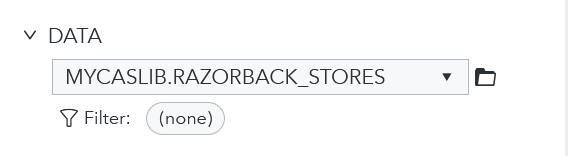 DATA
MYCASLIB.RAZORBACK_STORES
Filter: (none)